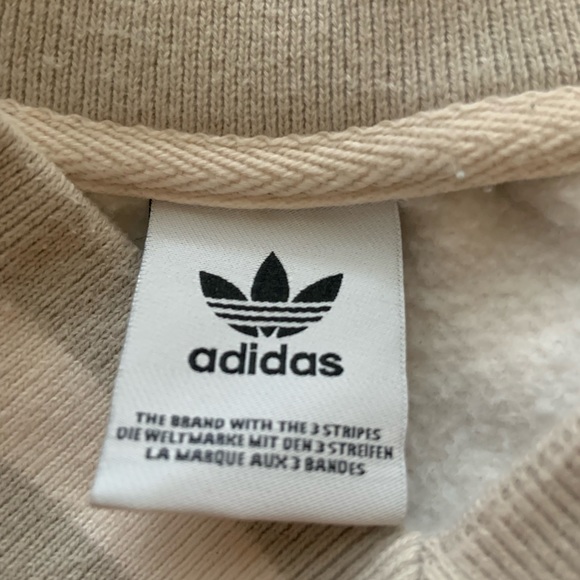 adidas
THE BRAND WITH THE 3 STRIPES
DIE WELTMARKE MIT DEN 3 STREIFEN
LA MARQUE AUX 3 BANDES